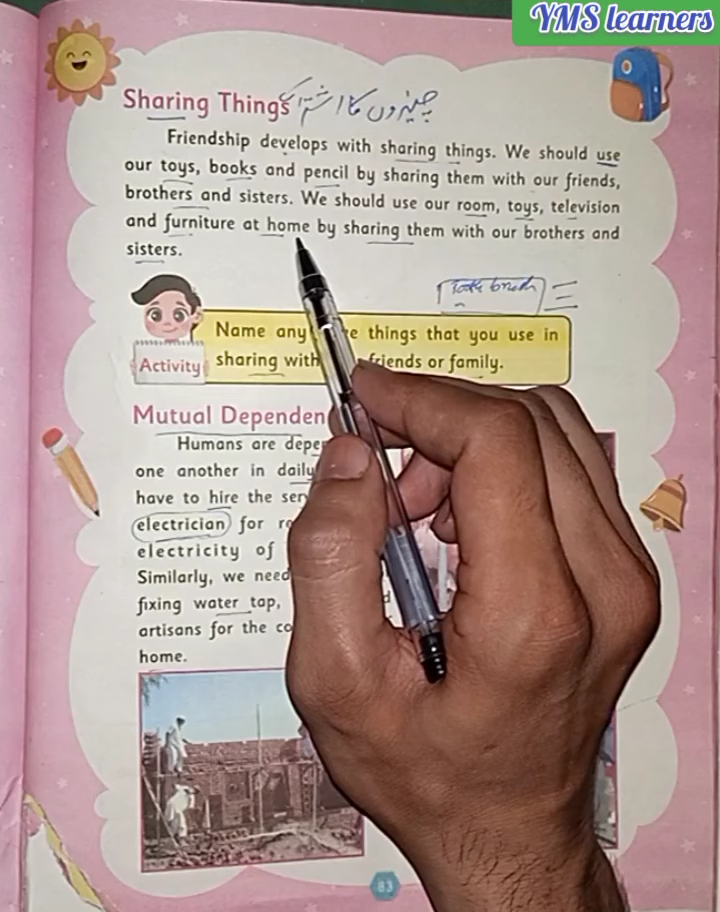 YMS learners
Sharing Things چیزوں کا اشتراک
Friendship develops with sharing things. We should use
our toys, books and pencil by sharing them with our friends,
brothers and sisters. We should use our room, toys, television
and furniture at home by sharing them with our brothers and
sisters.
Tooth brush
Name any things that you use in
Activity sharing with friends or family.
Mutual Depende
Humans are
one another in daily
have to hire the
electrician for
electricity of
Similarly, we need
fixing water tap,
artisans for the
home.
83